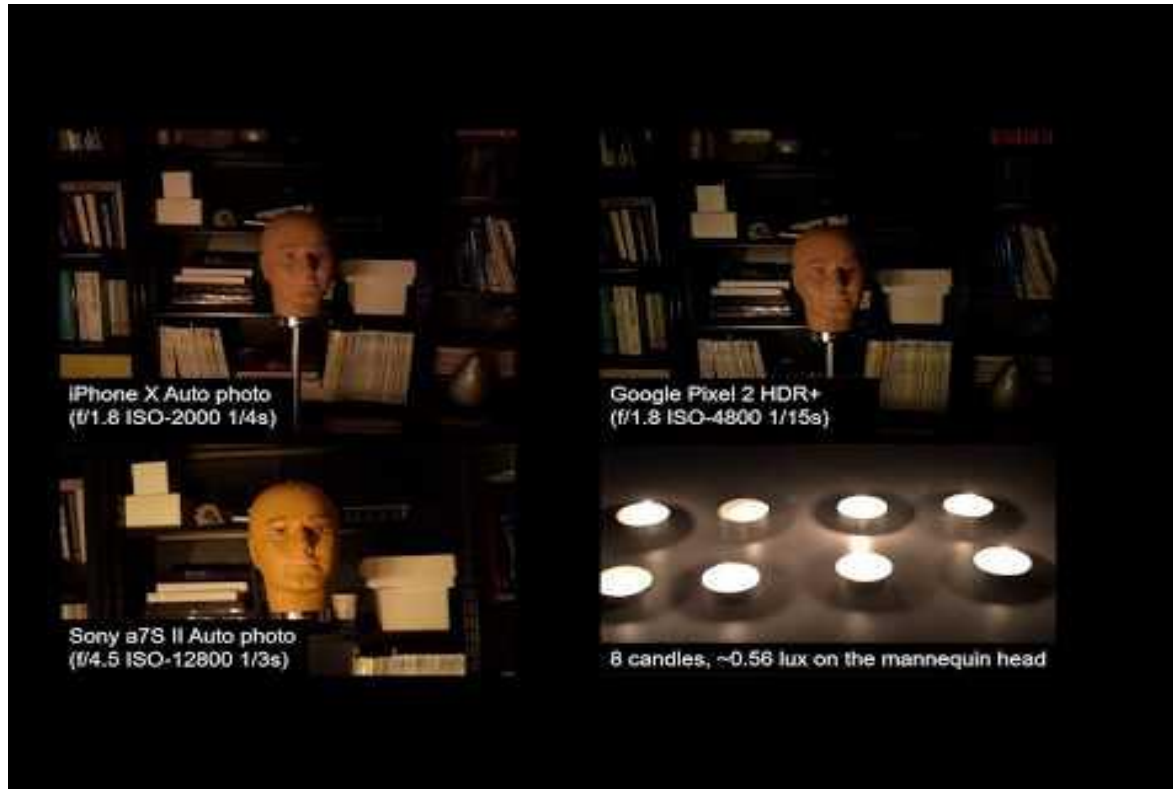 iPhone X Auto photo
(f/1.8 ISO-2000 1/4s)
Google Pixel 2 HDR+
(f/1.8 ISO-4800 1/15s)
Sony a7S II Auto photo
(f/4.5 ISO-12800 1/3s)
8 candles, ~0.56 lux on the mannequin head